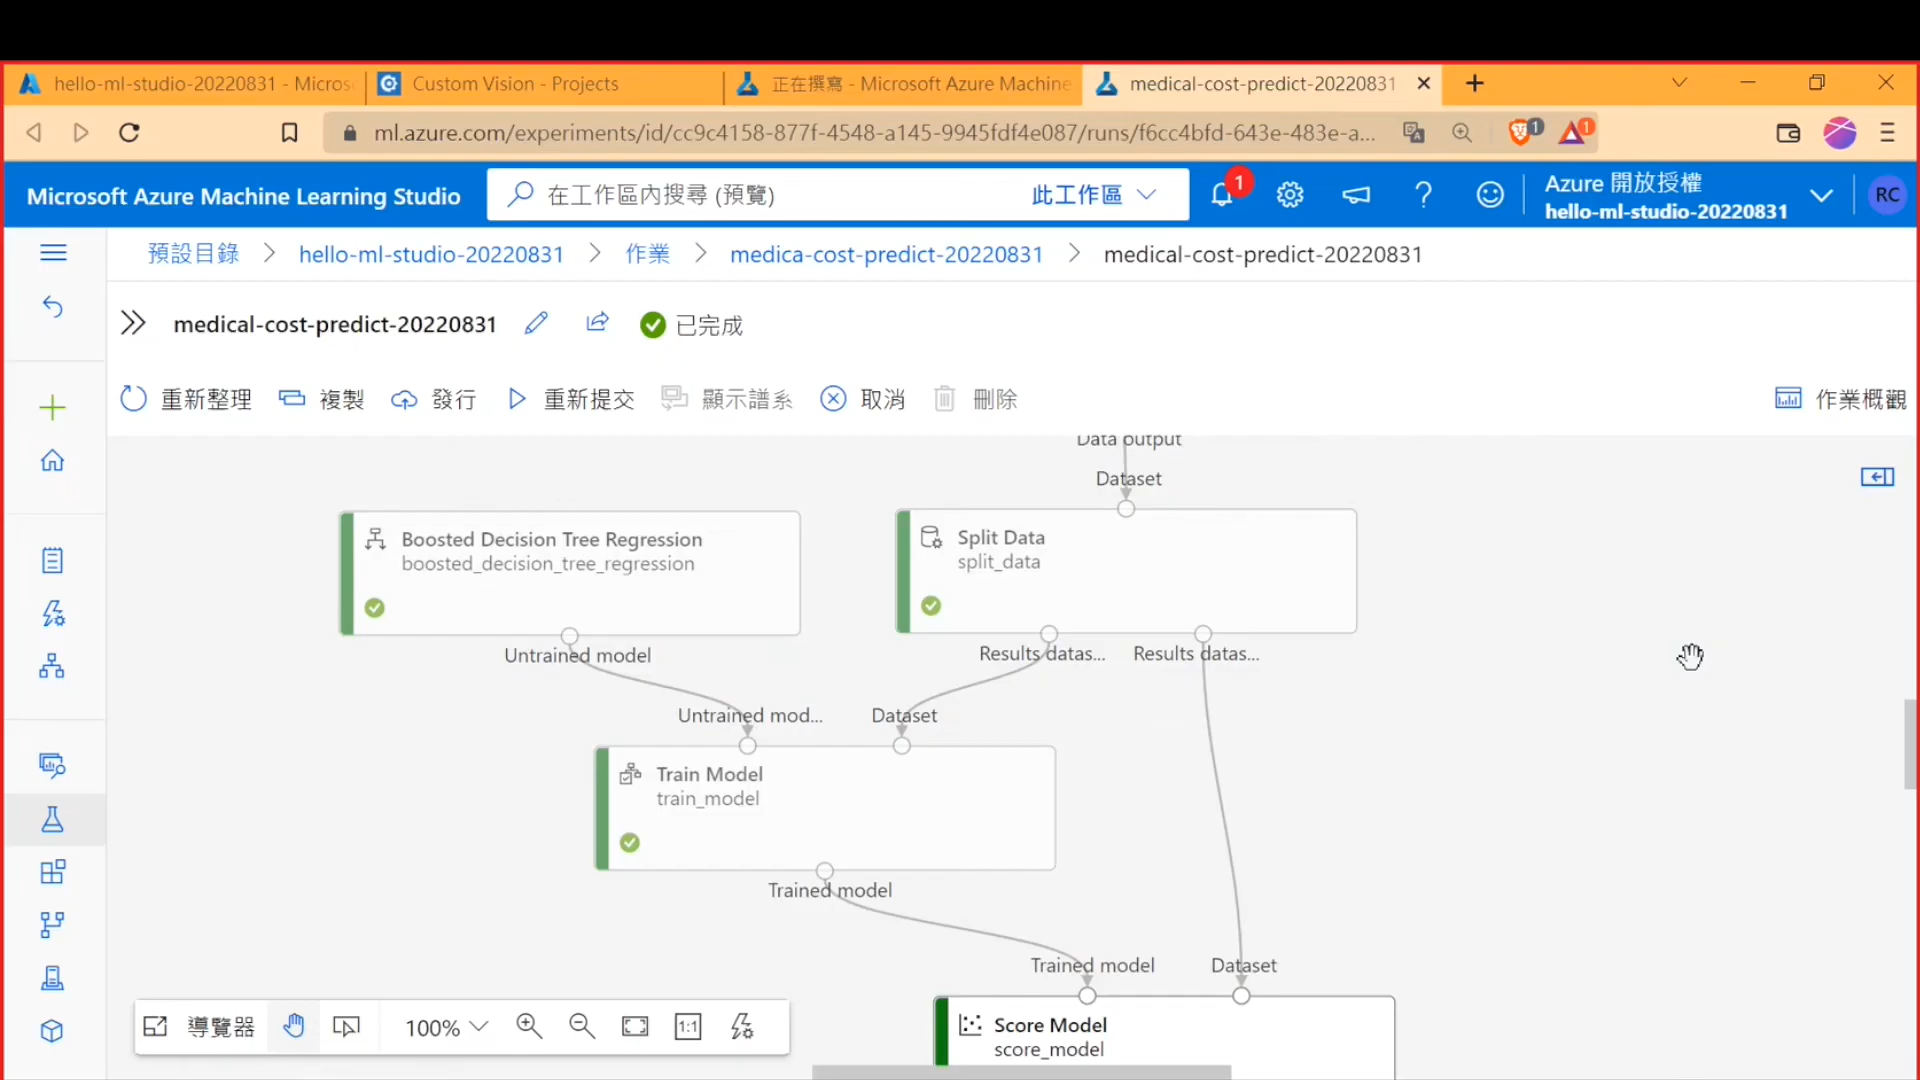 hello-ml-studio-20220831 - Micros
Custom Vision - Projects
正在撰寫 - Microsoft Azure Machine
medical-cost-predict-20220831
ml.azure.com/experiments/id/cc9c4158-877f-4548-a145-9945fdf4e087/runs/f6cc4bfd-643e-483e-a...
1
1
Microsoft Azure Machine Learning Studio
在工作區內搜尋 (預覽)
此工作區
1
Azure 開放授權
hello-ml-studio-20220831
RC
預設目錄 > hello-ml-studio-20220831 > 作業 > medica-cost-predict-20220831 > medical-cost-predict-20220831
medical-cost-predict-20220831
已完成
重新整理
複製
發行
重新提交
顯示譜系
取消
刪除
作業概觀
Data output
Dataset
Boosted Decision Tree Regression
boosted_decision_tree_regression
Split Data
split_data
Untrained model
Results datas...
Results datas...
Untrained mod...
Dataset
Train Model
train_model
Trained model
Trained model
Dataset
Score Model
score_model
導覽器
100%
1:1